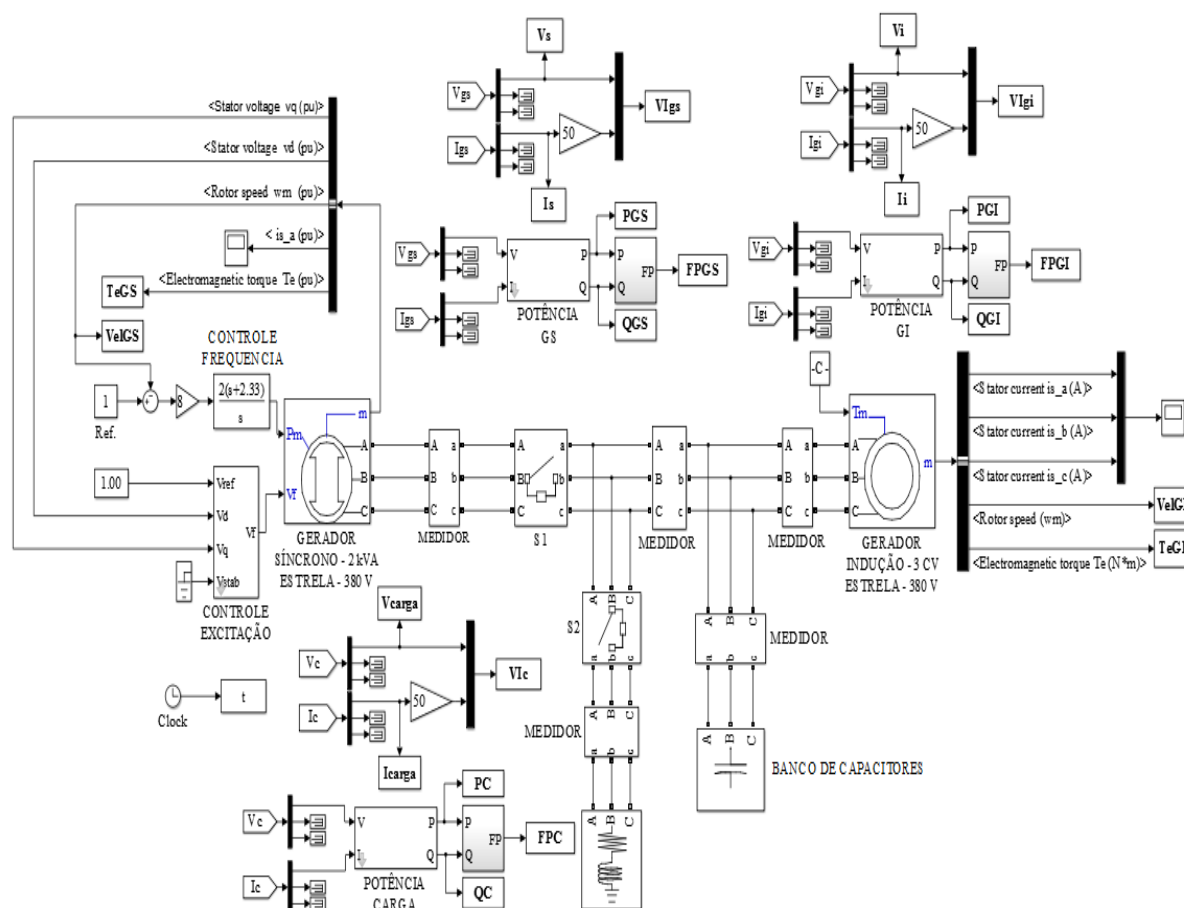 Vs
Vgs
Igs
50
VIgs
Is
Vi
Vgi
Igi
50
VIgi
Ii
<Stator voltage vq (pu)>
<Stator voltage vd (pu)>
<Rotor speed wm (pu)>
< is_a (pu)>
<Electromagnetic torque Te (pu)>
TeGS
VelGS
Vgs
Igs
V
I
P
Q
POTÊNCIA
GS
PGS
QGS
P
Q
FP
FPGS
Vgi
Igi
V
I
P
Q
POTÊNCIA
GI
PGI
QGI
P
Q
FP
FPGI
CONTROLE
FREQUENCIA
1
Ref.
+
−
8
2(s+2.33)
s
Pm
m
Vf
A
B
C
GERADOR
SÍNCRONO - 2 kVA
ESTRELA - 380 V
1.00
Vref
Vd
Vq
Vstab
Vf
CONTROLE
EXCITAÇÃO
A
B
C
a
b
c
MEDIDOR
A
B
C
a
b
c
S1
A
B
C
a
b
c
MEDIDOR
A
B
C
a
b
c
MEDIDOR
-C-
Tm
A
B
C
m
GERADOR
INDUÇÃO - 3 CV
ESTRELA - 380 V
<Stator current is_a (A)>
<Stator current is_b (A)>
<Stator current is_c (A)>
<Rotor speed (wm)>
<Electromagnetic torque Te (N*m)>
VelGI
TeGI
Clock
t
Vcarga
Vc
Ic
50
VIc
Icarga
S2
A
B
C
a
b
c
MEDIDOR
A
B
C
a
b
c
A
B
C
MEDIDOR
A
B
C
a
b
c
A
B
C
BANCO DE CAPACITORES
Vc
Ic
V
I
P
Q
POTÊNCIA
CARGA
PC
QC
P
Q
FP
FPC